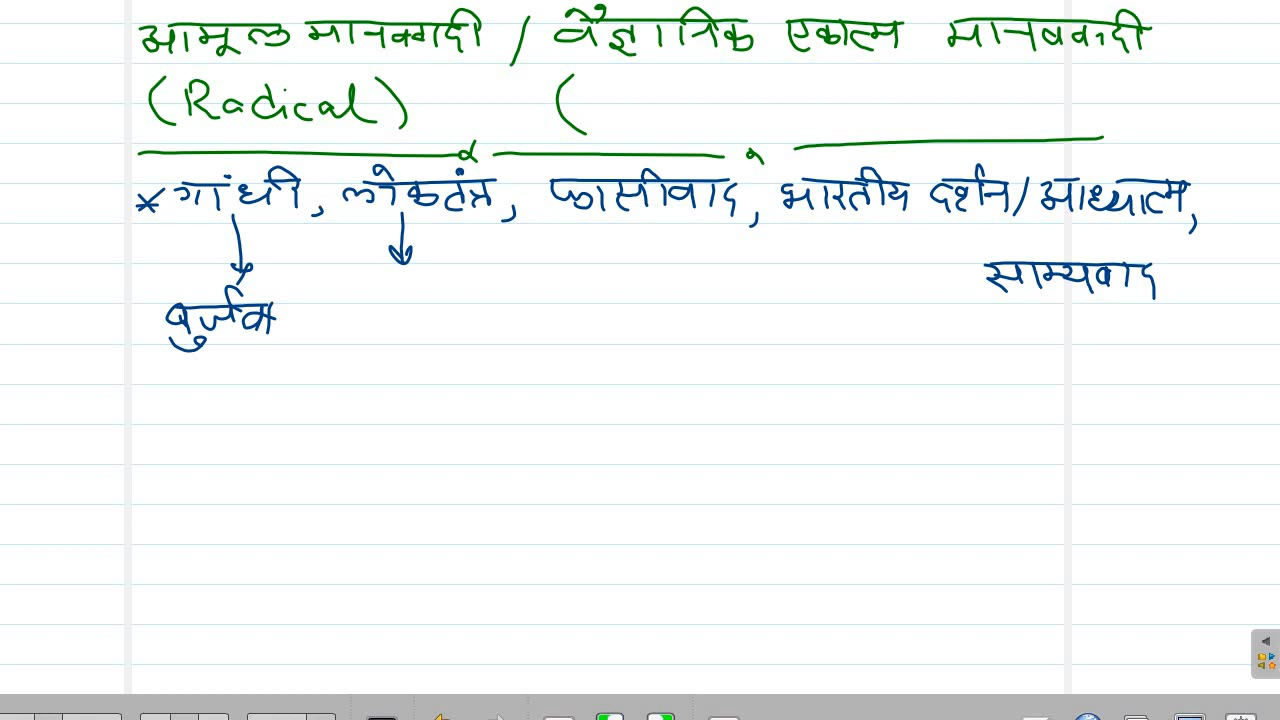 आमूल मानववादी / वैज्ञानिक एकात्म मानववादी
(Radical) (
* गांधी, लोकतंत्र, फासीवाद, भारतीय दर्शन/आध्यात्म,
साम्यवाद
बुर्जुवा